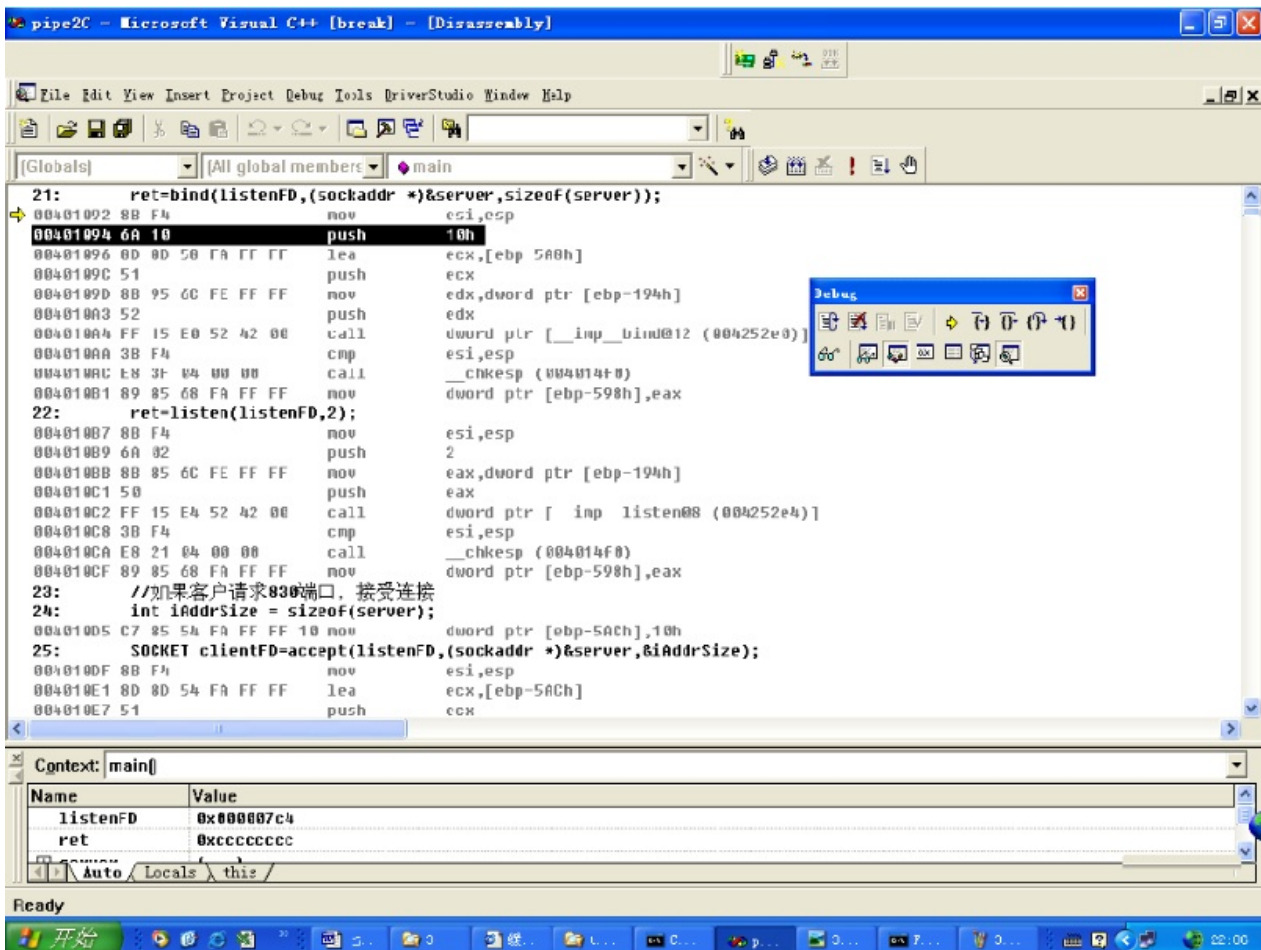 pipe2C - Microsoft Visual C++ [break] - [Disassembly]
File Edit View Insert Project Debug Tools DriverStudio Window Help
[Globals] [All global members main
21: ret=bind(listenFD,(sockaddr *)&server,sizeof(server));
00401092 8B F4 mov esi,esp
00401094 6A 10 push 10h
00401096 8D 8D 58 FA FF FF lea ecx,[ebp 5A8h]
0040109C 51 push ecx
0040109D 8B 95 6C FE FF FF mov edx,dword ptr [ebp-194h]
004010A3 52 push edx
004010A4 FF 15 E0 52 42 00 call dword ptr [__imp__bind@12 (004252e0)]
004010AA 3B F4 cmp esi,esp
004010AC E8 3F 04 00 00 call __chkesp (004014f0)
004010B1 89 85 68 FA FF FF mov dword ptr [ebp-598h],eax
22: ret=listen(listenFD,2);
004010B7 8B F4 mov esi,esp
004010B9 6A 02 push 2
004010BB 8B 85 6C FE FF FF mov eax,dword ptr [ebp-194h]
004010C1 50 push eax
004010C2 FF 15 E4 52 42 00 call dword ptr [ imp listen@8 (004252e4)]
004010C8 3B F4 cmp esi,esp
004010CA E8 21 04 00 00 call __chkesp (004014f0)
004010CF 89 85 68 FA FF FF mov dword ptr [ebp-598h],eax
23: //如果客户请求830端口，接受连接
24: int iAddrSize = sizeof(server);
004010D5 C7 85 54 FA FF FF 10 mov dword ptr [ebp-5ACh],10h
25: SOCKET clientFD=accept(listenFD,(sockaddr *)&server,&iAddrSize);
004010DF 8B F4 mov esi,esp
004010E1 8D 8D 54 FA FF FF lea ecx,[ebp-5ACh]
004010E7 51 push ecx
Debug
Context: main()
Name Value
listenFD 0x000007c4
ret 0xcccccccc
Auto Locals this
Ready
开始 22:00